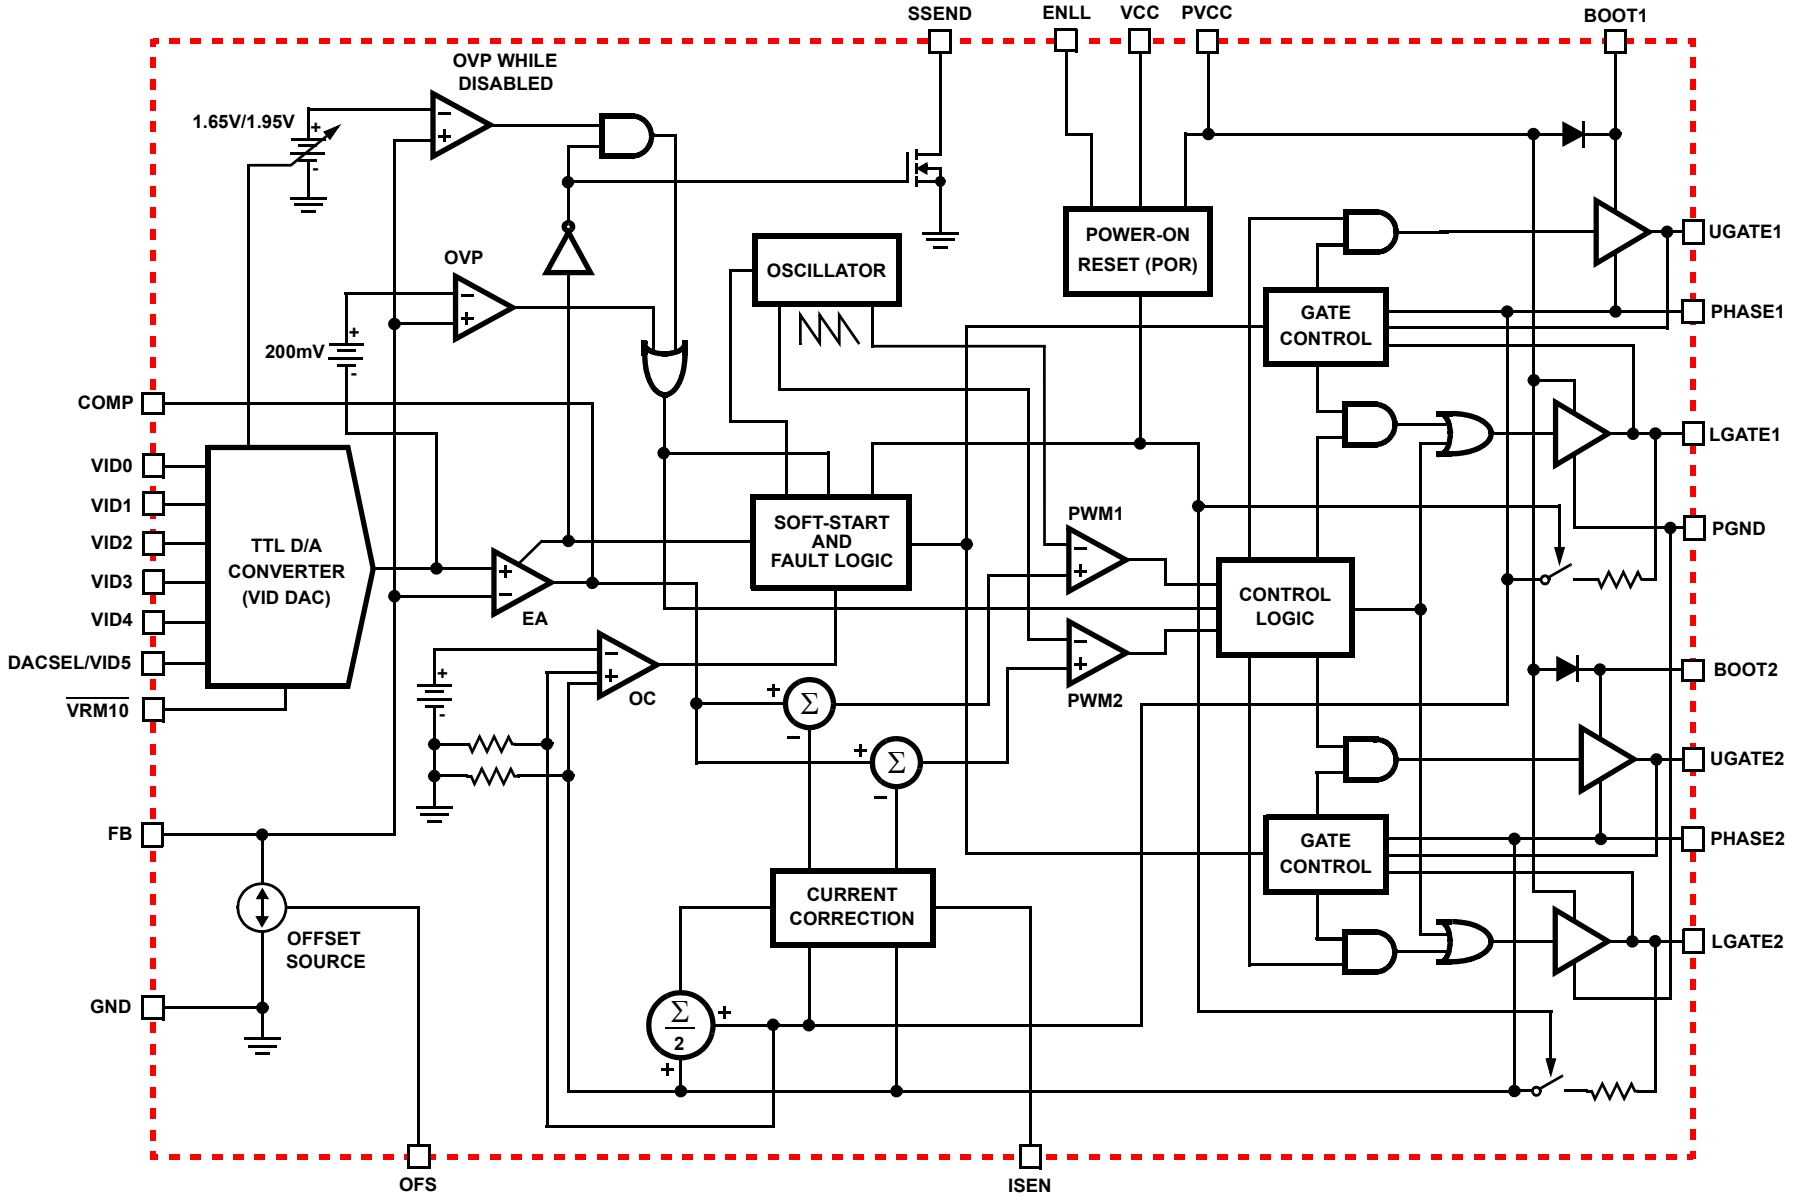 SSEND
ENLL
VCC
PVCC
BOOT1
OVP WHILE
DISABLED
1.65V/1.95V
+
-
−
+
OVP
−
+
200mV
+
-
OSCILLATOR
POWER-ON
RESET (POR)
UGATE1
PHASE1
GATE
CONTROL
COMP
LGATE1
VID0
VID1
VID2
VID3
VID4
DACSEL/VID5
VRM10
TTL D/A
CONVERTER
(VID DAC)
+
−
EA
SOFT-START
AND
FAULT LOGIC
PWM1
−
+
PGND
CONTROL
LOGIC
−
+
PWM2
+
-
−
+
OC
+
Σ
−
+
Σ
−
BOOT2
UGATE2
PHASE2
GATE
CONTROL
FB
OFFSET
SOURCE
CURRENT
CORRECTION
LGATE2
GND
Σ
2
+
+
OFS
ISEN